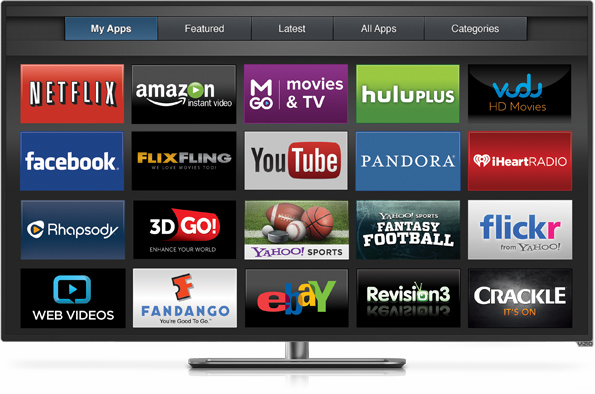 My Apps
Featured
Latest
All Apps
Categories
NETFLIX
amazon
instant video
M GO
movies
& TV
huluPLUS
vudu
HD Movies
facebook
FLIXFLING
WE LOVE MOVIES TOO!
YouTube
PANDORA
iHeartRADIO
Rhapsody
3D GO!
ENHANCE YOUR WORLD
YAHOO! SPORTS
YAHOO! SPORTS
FANTASY
FOOTBALL
flickr
from YAHOO!
WEB VIDEOS
FANDANGO
You're Good To Go.
ebay
Revision3
CRACKLE
IT'S ON
VIZIO